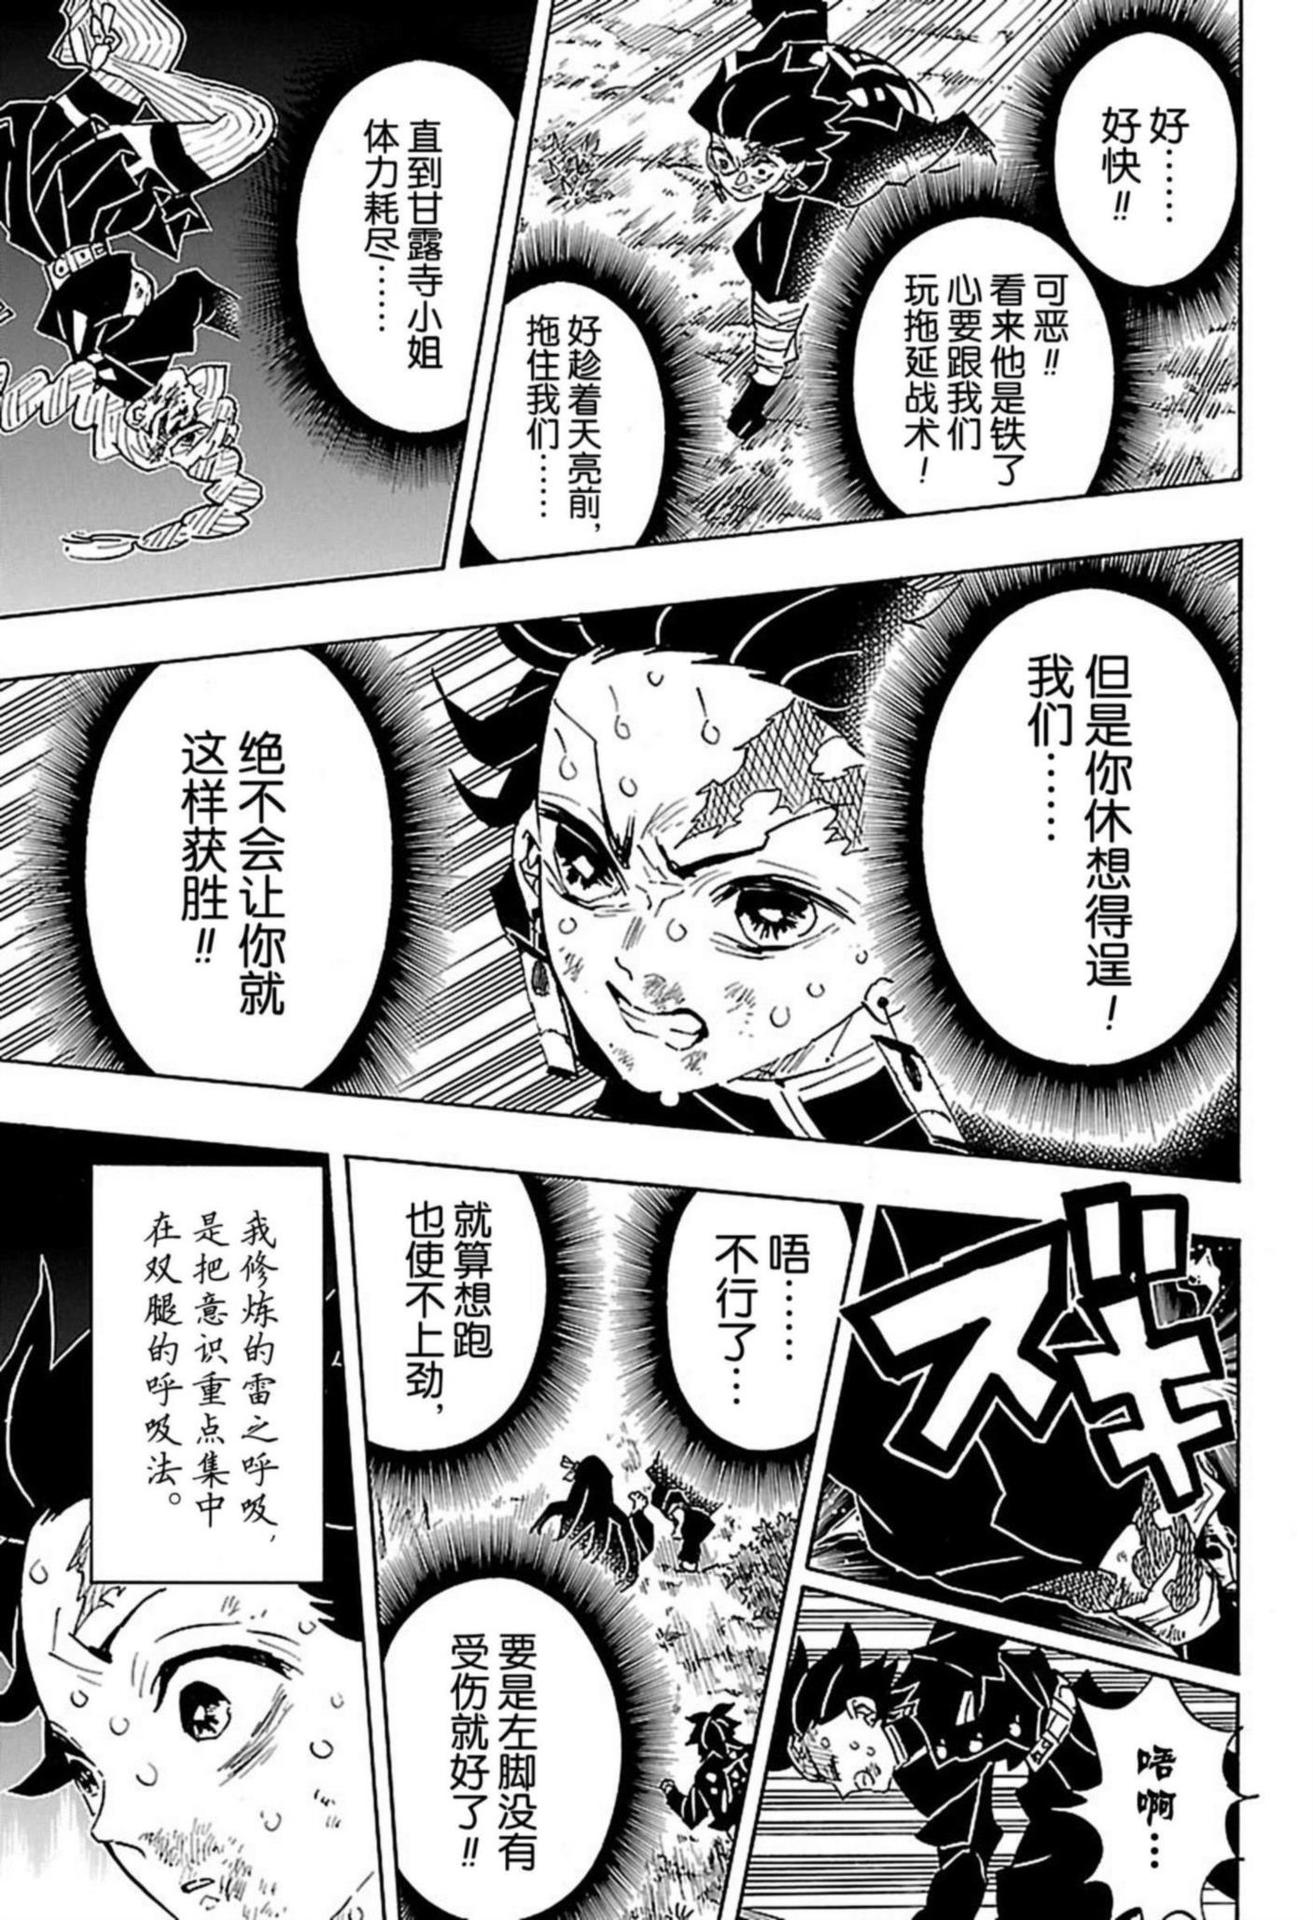 好……
好快!!
可恶!!
看来他是铁了
心要跟我们
玩拖延战术！
好趁着天亮前，
拖住我们……
直到甘露寺小姐
体力耗尽……
但是你休想得逞！
我们……
绝不会让你就
这样获胜!!
ズキ
唔啊…
唔……
不行了…
就算想跑
也使不上劲，
要是左脚没有
受伤就好了!!
我修炼的雷之呼吸，
是把意识重点集中
在双腿的呼吸法。